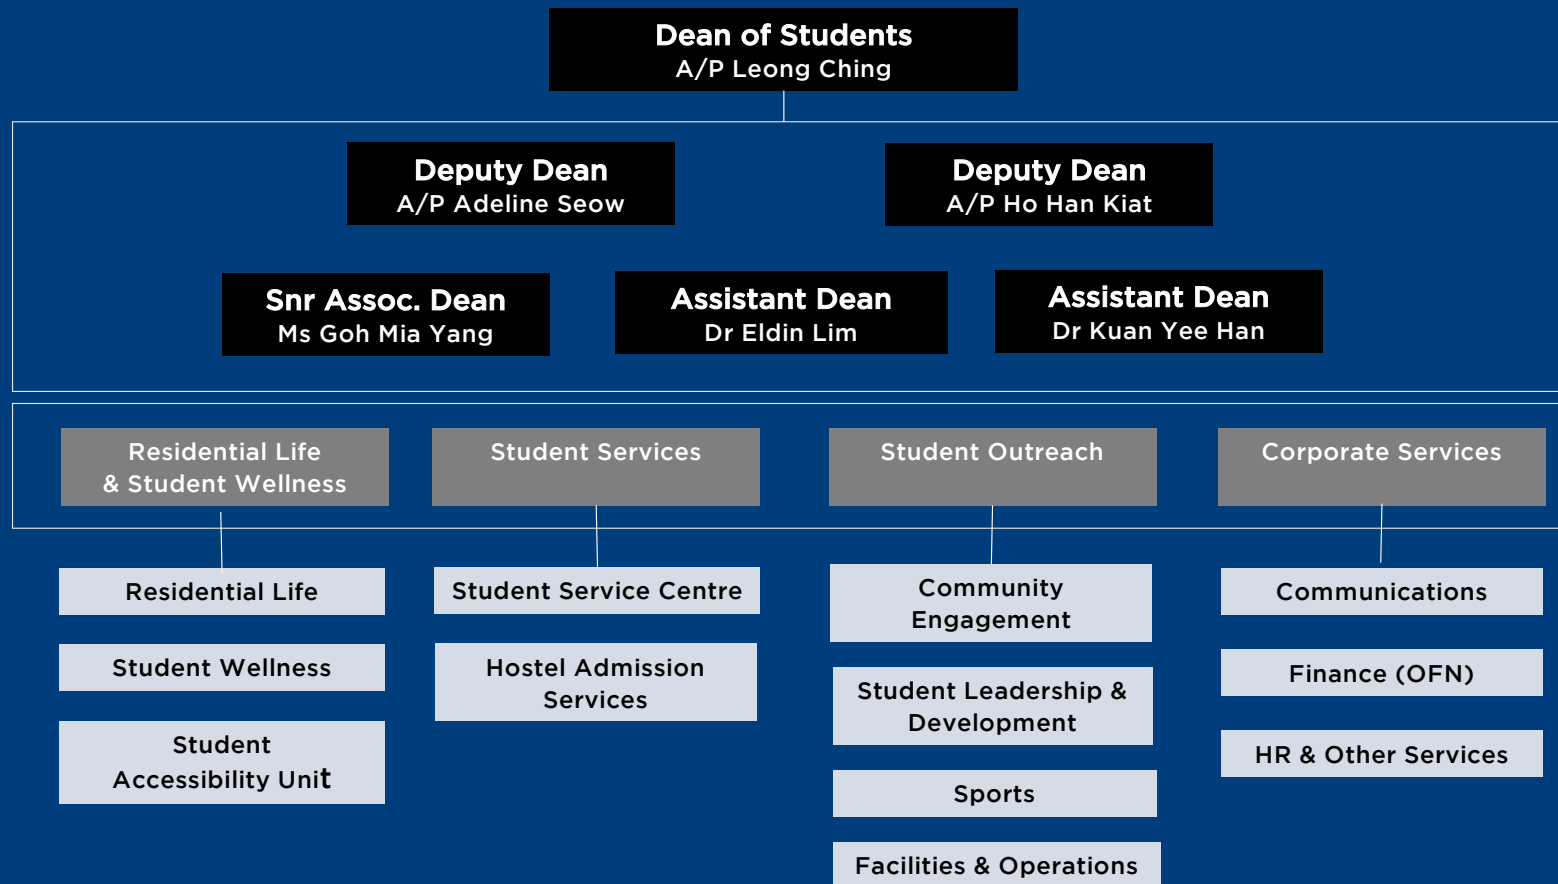 Dean of Students
A/P Leong Ching
Deputy Dean
A/P Adeline Seow
Deputy Dean
A/P Ho Han Kiat
Snr Assoc. Dean
Ms Goh Mia Yang
Assistant Dean
Dr Eldin Lim
Assistant Dean
Dr Kuan Yee Han
Residential Life
& Student Wellness
Student Services
Student Outreach
Corporate Services
Residential Life
Student Wellness
Student
Accessibility Unit
Student Service Centre
Hostel Admission
Services
Community
Engagement
Student Leadership &
Development
Sports
Facilities & Operations
Communications
Finance (OFN)
HR & Other Services